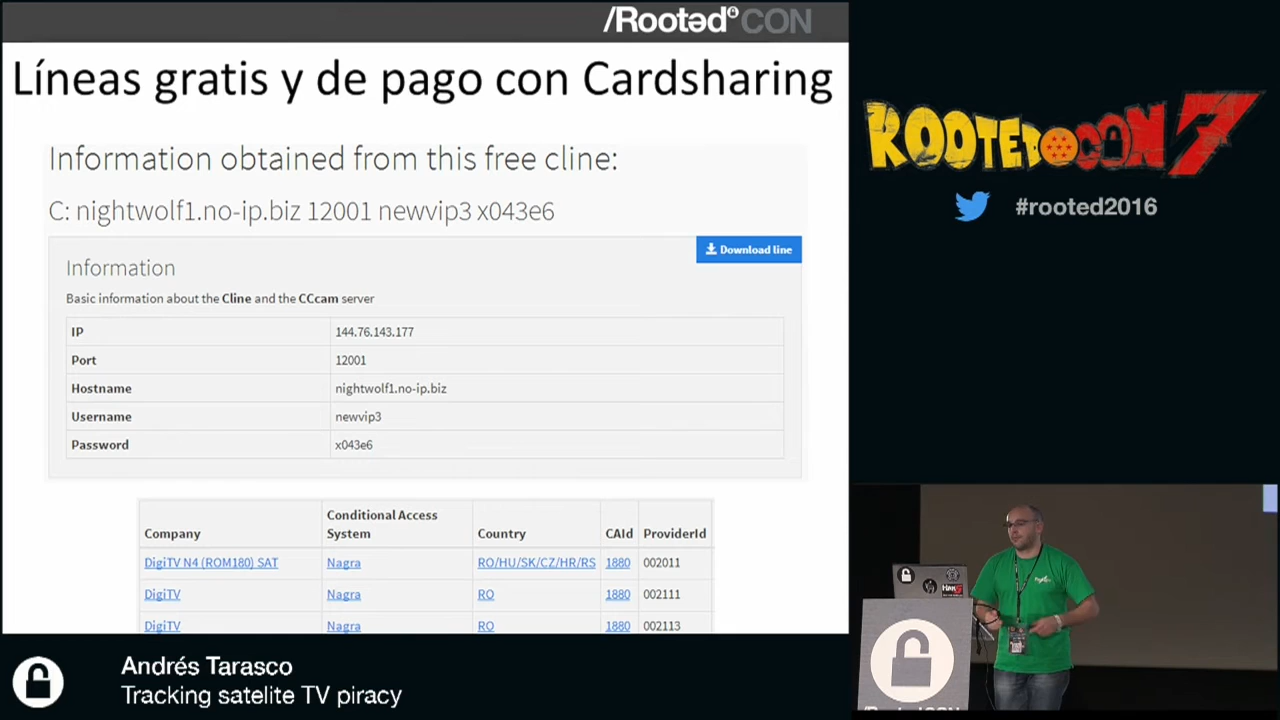 /Rootəd CON
Líneas gratis y de pago con Cardsharing
Information obtained from this free cline:
C: nightwolf1.no-ip.biz 12001 newvip3 x043e6
Download line
Information
Basic information about the Cline and the CCcam server
IP 144.76.143.177
Port 12001
Hostname nightwolf1.no-ip.biz
Username newvip3
Password x043e6
Company Conditional Access System Country CAId ProviderId
DigiTV N4 (ROM180) SAT Nagra RO/HU/SK/CZ/HR/RS 1880 002011
DigiTV Nagra RO 1880 002111
DigiTV Nagra RO 1880 002113
ROOTEDCON 7
#rooted2016
/RootedCON
Andrés Tarasco
Tracking satelite TV piracy